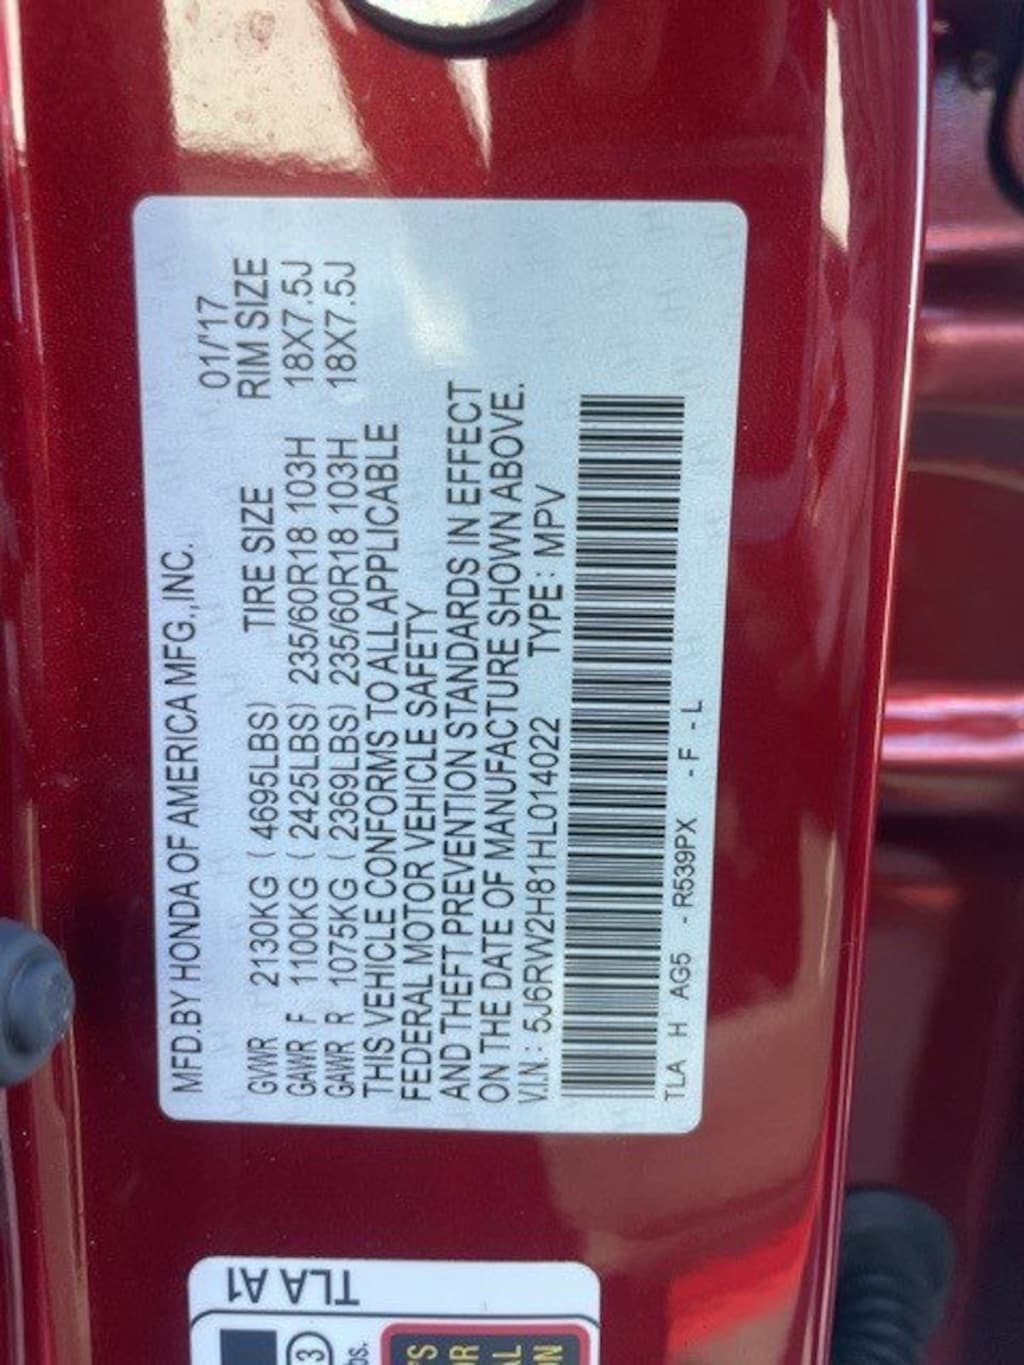 MFD.BY HONDA OF AMERICA MFG.,INC.
01/'17
GVWR 2130KG ( 4695LBS) TIRE SIZE RIM SIZE
GAWR F 1100KG ( 2425LBS) 235/60R18 103H 18X7.5J
GAWR R 1075KG ( 2369LBS) 235/60R18 103H 18X7.5J
THIS VEHICLE CONFORMS TO ALL APPLICABLE
FEDERAL MOTOR VEHICLE SAFETY
AND THEFT PREVENTION STANDARDS IN EFFECT
ON THE DATE OF MANUFACTURE SHOWN ABOVE.
V.I.N.: 5J6RW2H81HL014022 TYPE: MPV
TLA H AG5 - R539PX - F - L
TLA A1
3